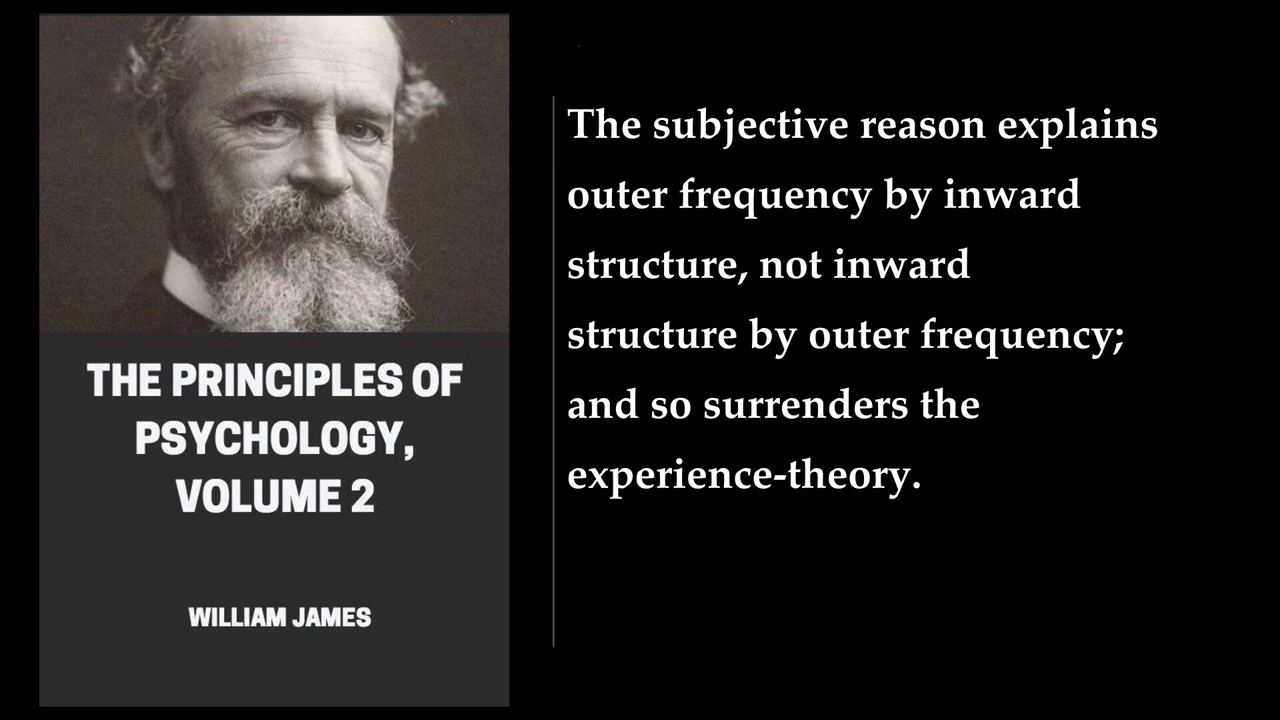 THE PRINCIPLES OF
PSYCHOLOGY,
VOLUME 2
WILLIAM JAMES
The subjective reason explains
outer frequency by inward
structure, not inward
structure by outer frequency;
and so surrenders the
experience-theory.